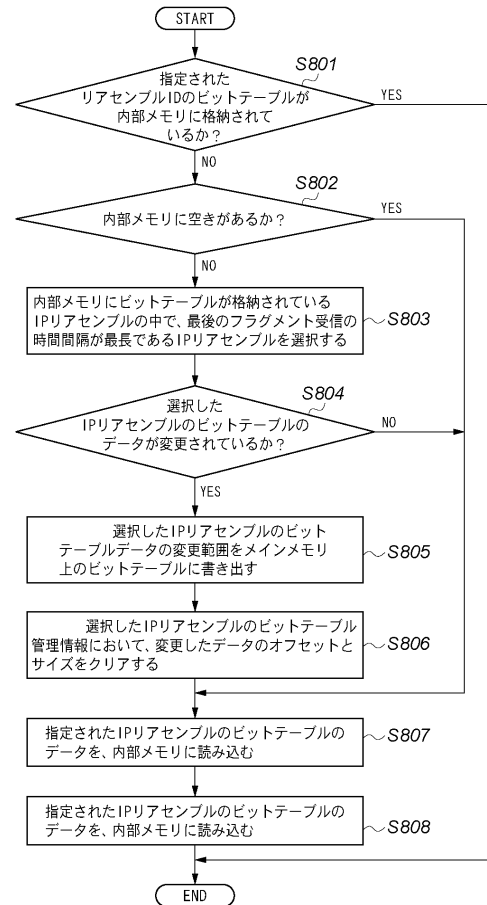 START
S801
指定された
リアセンブルIDのビットテーブルが
内部メモリに格納されて
いるか？
YES
NO
S802
内部メモリに空きがあるか？
YES
NO
内部メモリにビットテーブルが格納されている
IPリアセンブルの中で、最後のフラグメント受信の
時間間隔が最長であるIPリアセンブルを選択する
S803
S804
選択した
IPリアセンブルのビットテーブルの
データが変更されているか？
NO
YES
選択したIPリアセンブルのビット
テーブルデータの変更範囲をメインメモリ
上のビットテーブルに書き出す
S805
選択したIPリアセンブルのビットテーブル
管理情報において、変更したデータのオフセットと
サイズをクリアする
S806
指定されたIPリアセンブルのビットテーブルの
データを、内部メモリに読み込む
S807
指定されたIPリアセンブルのビットテーブルの
データを、内部メモリに読み込む
S808
END